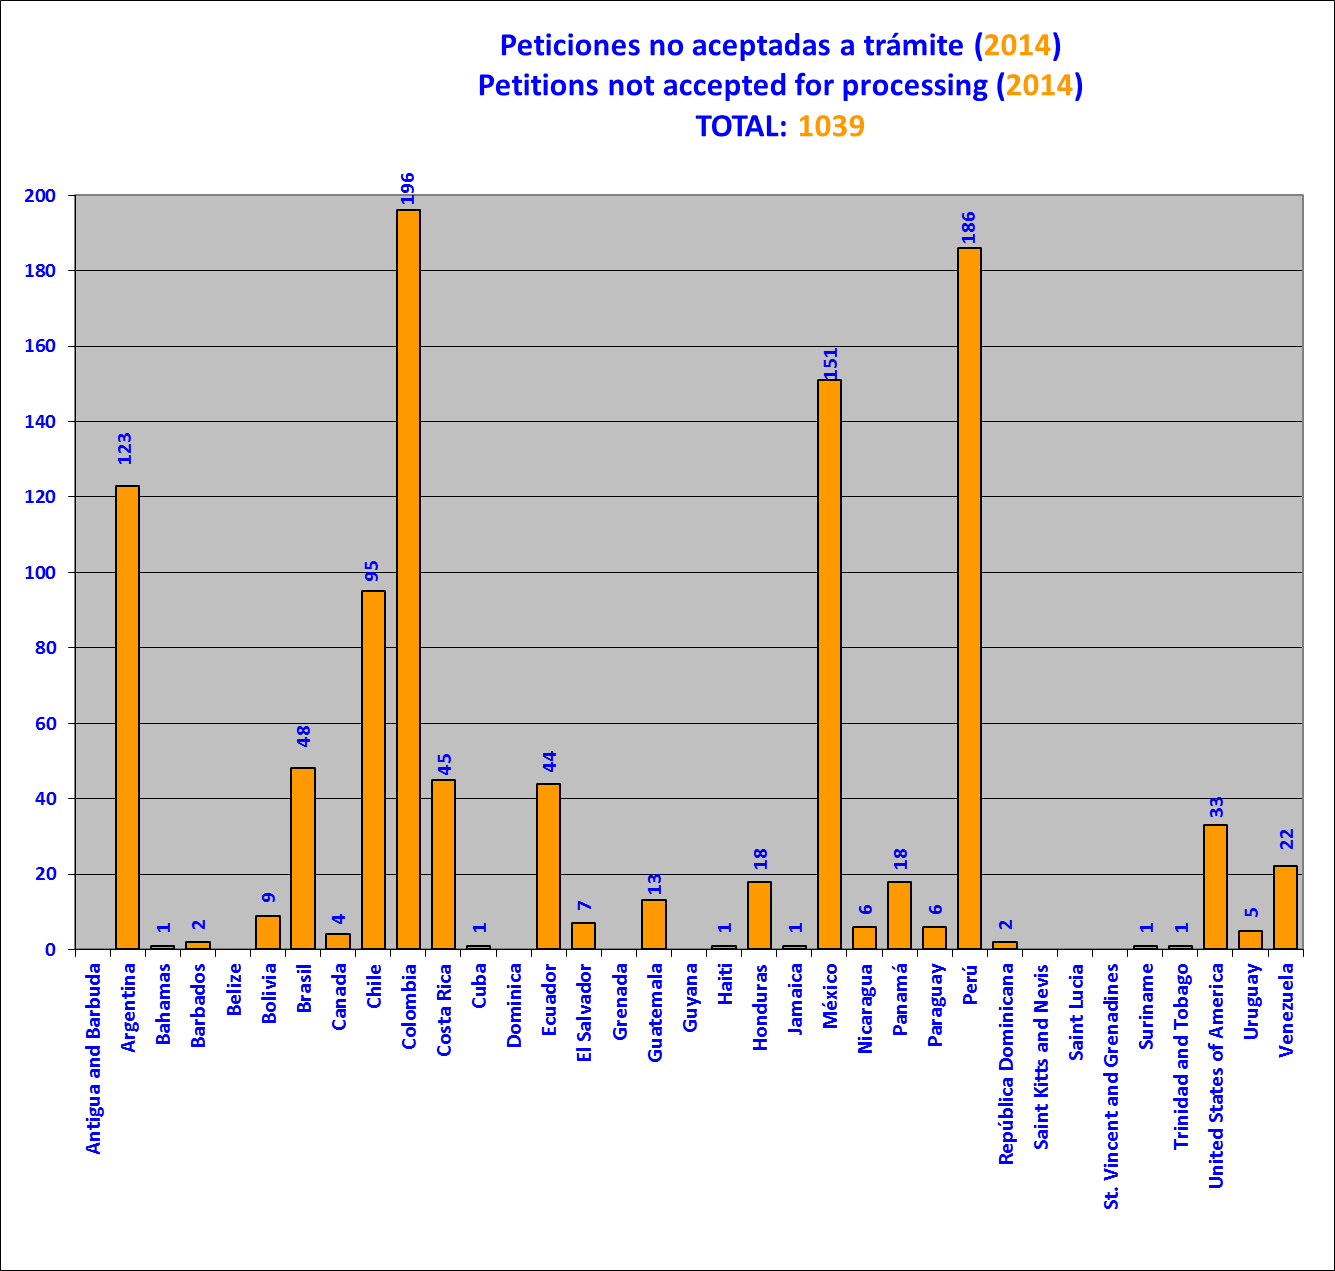 Peticiones no aceptadas a trámite (2014)
Petitions not accepted for processing (2014)
TOTAL: 1039
200
180
160
140
120
100
80
60
40
20
0
123
1
2
9
48
4
95
196
45
1
44
7
13
1
18
1
151
6
18
6
186
2
1
1
33
5
22
Antigua and Barbuda
Argentina
Bahamas
Barbados
Belize
Bolivia
Brasil
Canada
Chile
Colombia
Costa Rica
Cuba
Dominica
Ecuador
El Salvador
Grenada
Guatemala
Guyana
Haiti
Honduras
Jamaica
México
Nicaragua
Panamá
Paraguay
Perú
República Dominicana
Saint Kitts and Nevis
Saint Lucia
St. Vincent and Grenadines
Suriname
Trinidad and Tobago
United States of America
Uruguay
Venezuela